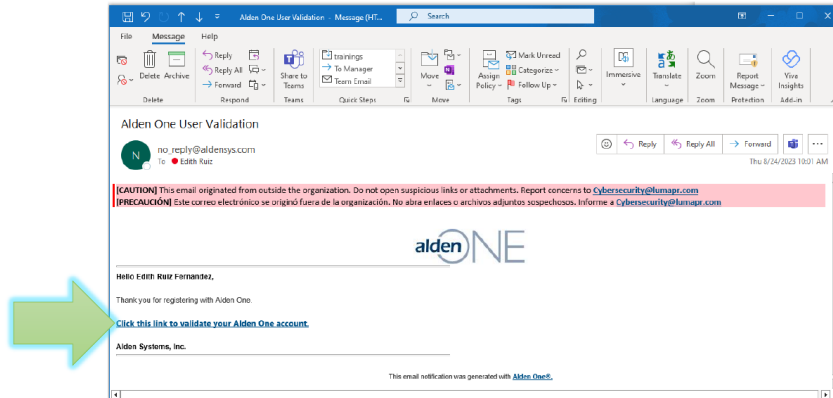 Alden One User Validation - Message (HT...
Search
File Message Help
Delete Archive
Reply
Reply All
Forward
Share to
Teams
trainings
To Manager
Team Email
Move
Assign
Policy
Mark Unread
Categorize
Follow Up
Immersive
Translate
Zoom
Report
Message
Viva
Insights
Delete Respond Teams Quick Steps Move Tags Editing Language Zoom Protection Add-in
Alden One User Validation
N
no_reply@aldensys.com
To Edith Ruiz
Reply Reply All Forward
Thu 8/24/2023 10:01 AM
[CAUTION] This email originated from outside the organization. Do not open suspicious links or attachments. Report concerns to Cybersecurity@lumapr.com
[PRECAUCIÓN] Este correo electrónico se originó fuera de la organización. No abra enlaces o archivos adjuntos sospechosos. Informe a Cybersecurity@lumapr.com
alden ONE
Hello Edith Ruiz Fernandez,
Thank you for registering with Alden One.
Click this link to validate your Alden One account.
Alden Systems, Inc.
This email notification was generated with Alden One®.